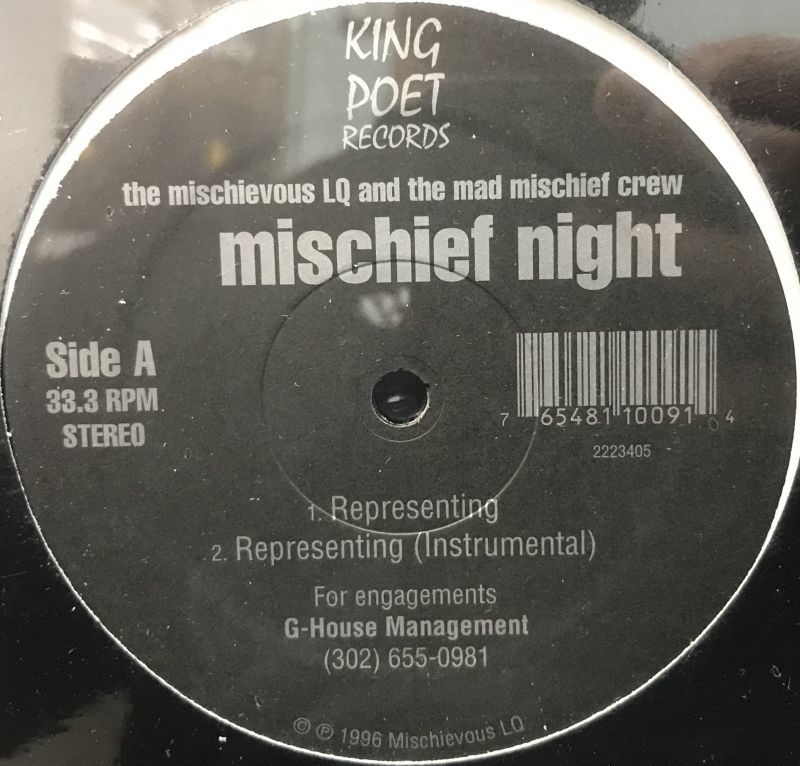 KING
POET
RECORDS
the mischievous LQ and the mad mischief crew
mischief night
Side A
33.3 RPM
STEREO
7 65481 10091 4
2223405
1. Representing
2. Representing (Instrumental)
For engagements
G-House Management
(302) 655-0981
© ℗ 1996 Mischievous LQ